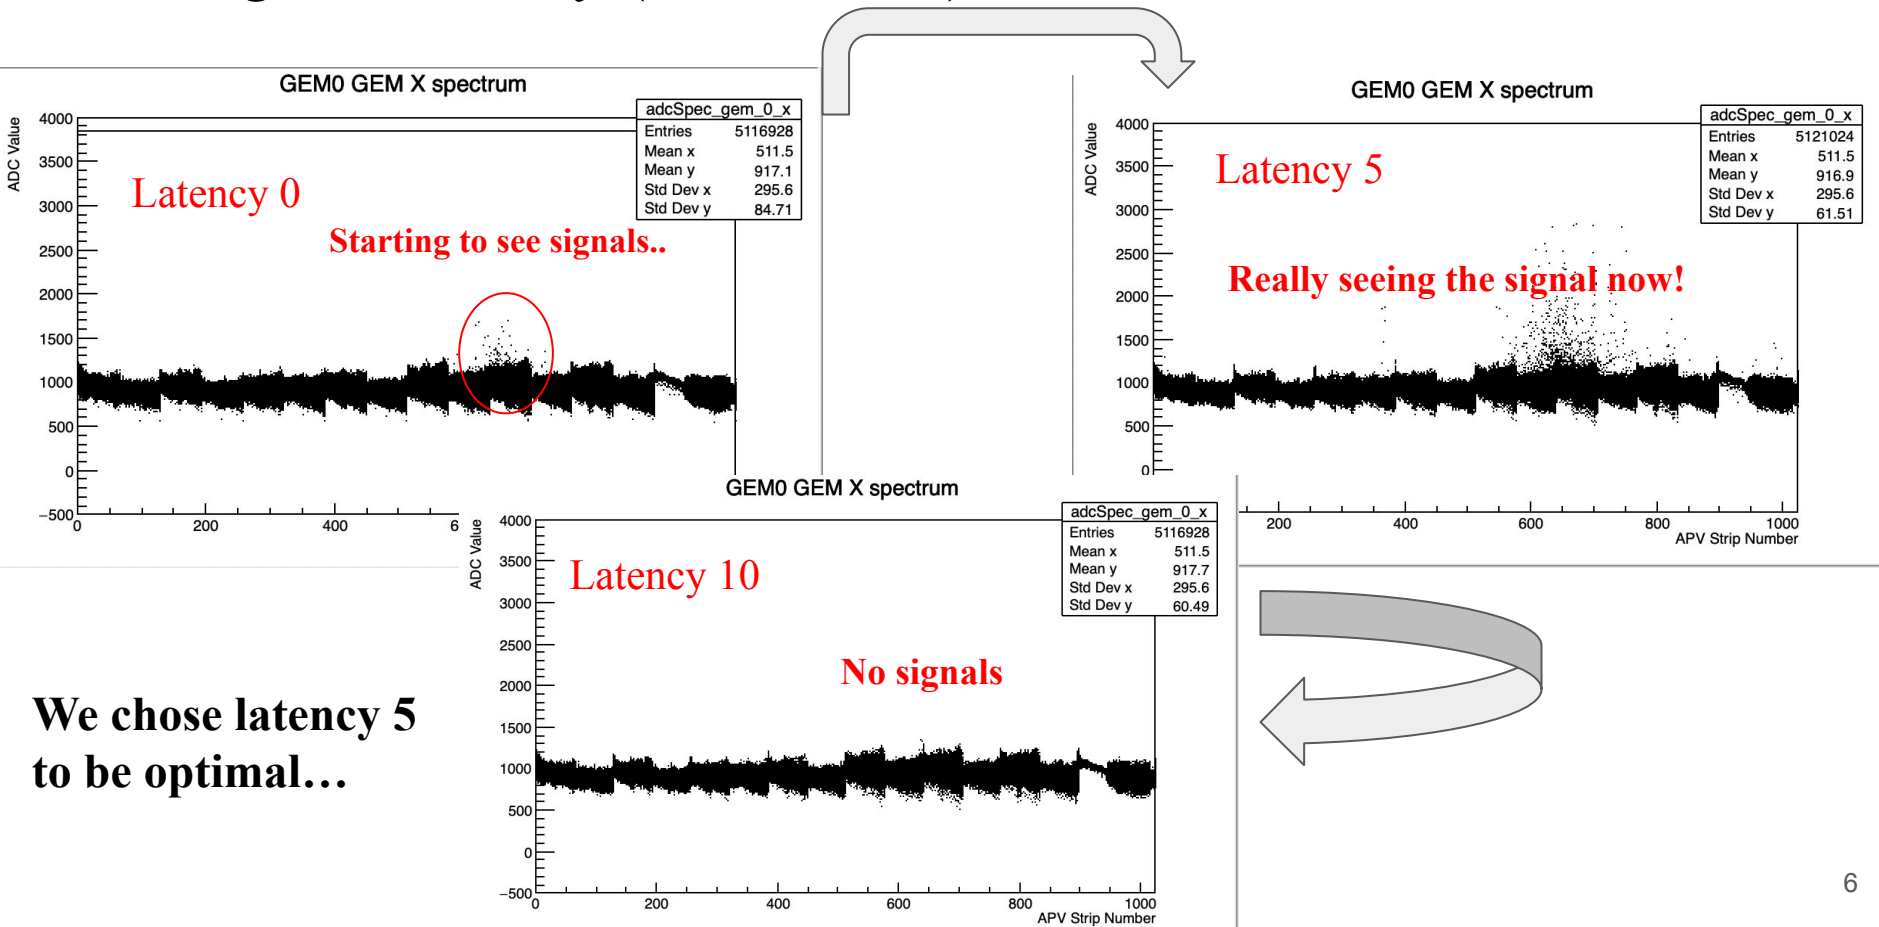 GEM0 GEM X spectrum
adcSpec_gem_0_x
Entries 5116928
Mean x 511.5
Mean y 917.1
Std Dev x 295.6
Std Dev y 84.71
ADC Value
4000
3500
3000
2500
2000
1500
1000
500
0
−500
0 200 400 6
Latency 0
Starting to see signals..
GEM0 GEM X spectrum
adcSpec_gem_0_x
Entries 5121024
Mean x 511.5
Mean y 916.9
Std Dev x 295.6
Std Dev y 61.51
ADC Value
4000
3500
3000
2500
2000
1500
1000
500
0
200 400 600 800 1000
APV Strip Number
Latency 5
Really seeing the signal now!
GEM0 GEM X spectrum
adcSpec_gem_0_x
Entries 5116928
Mean x 511.5
Mean y 917.7
Std Dev x 295.6
Std Dev y 60.49
ADC Value
4000
3500
3000
2500
2000
1500
1000
500
0
−500
0 200 400 600 800 1000
APV Strip Number
Latency 10
No signals
We chose latency 5
to be optimal…
6